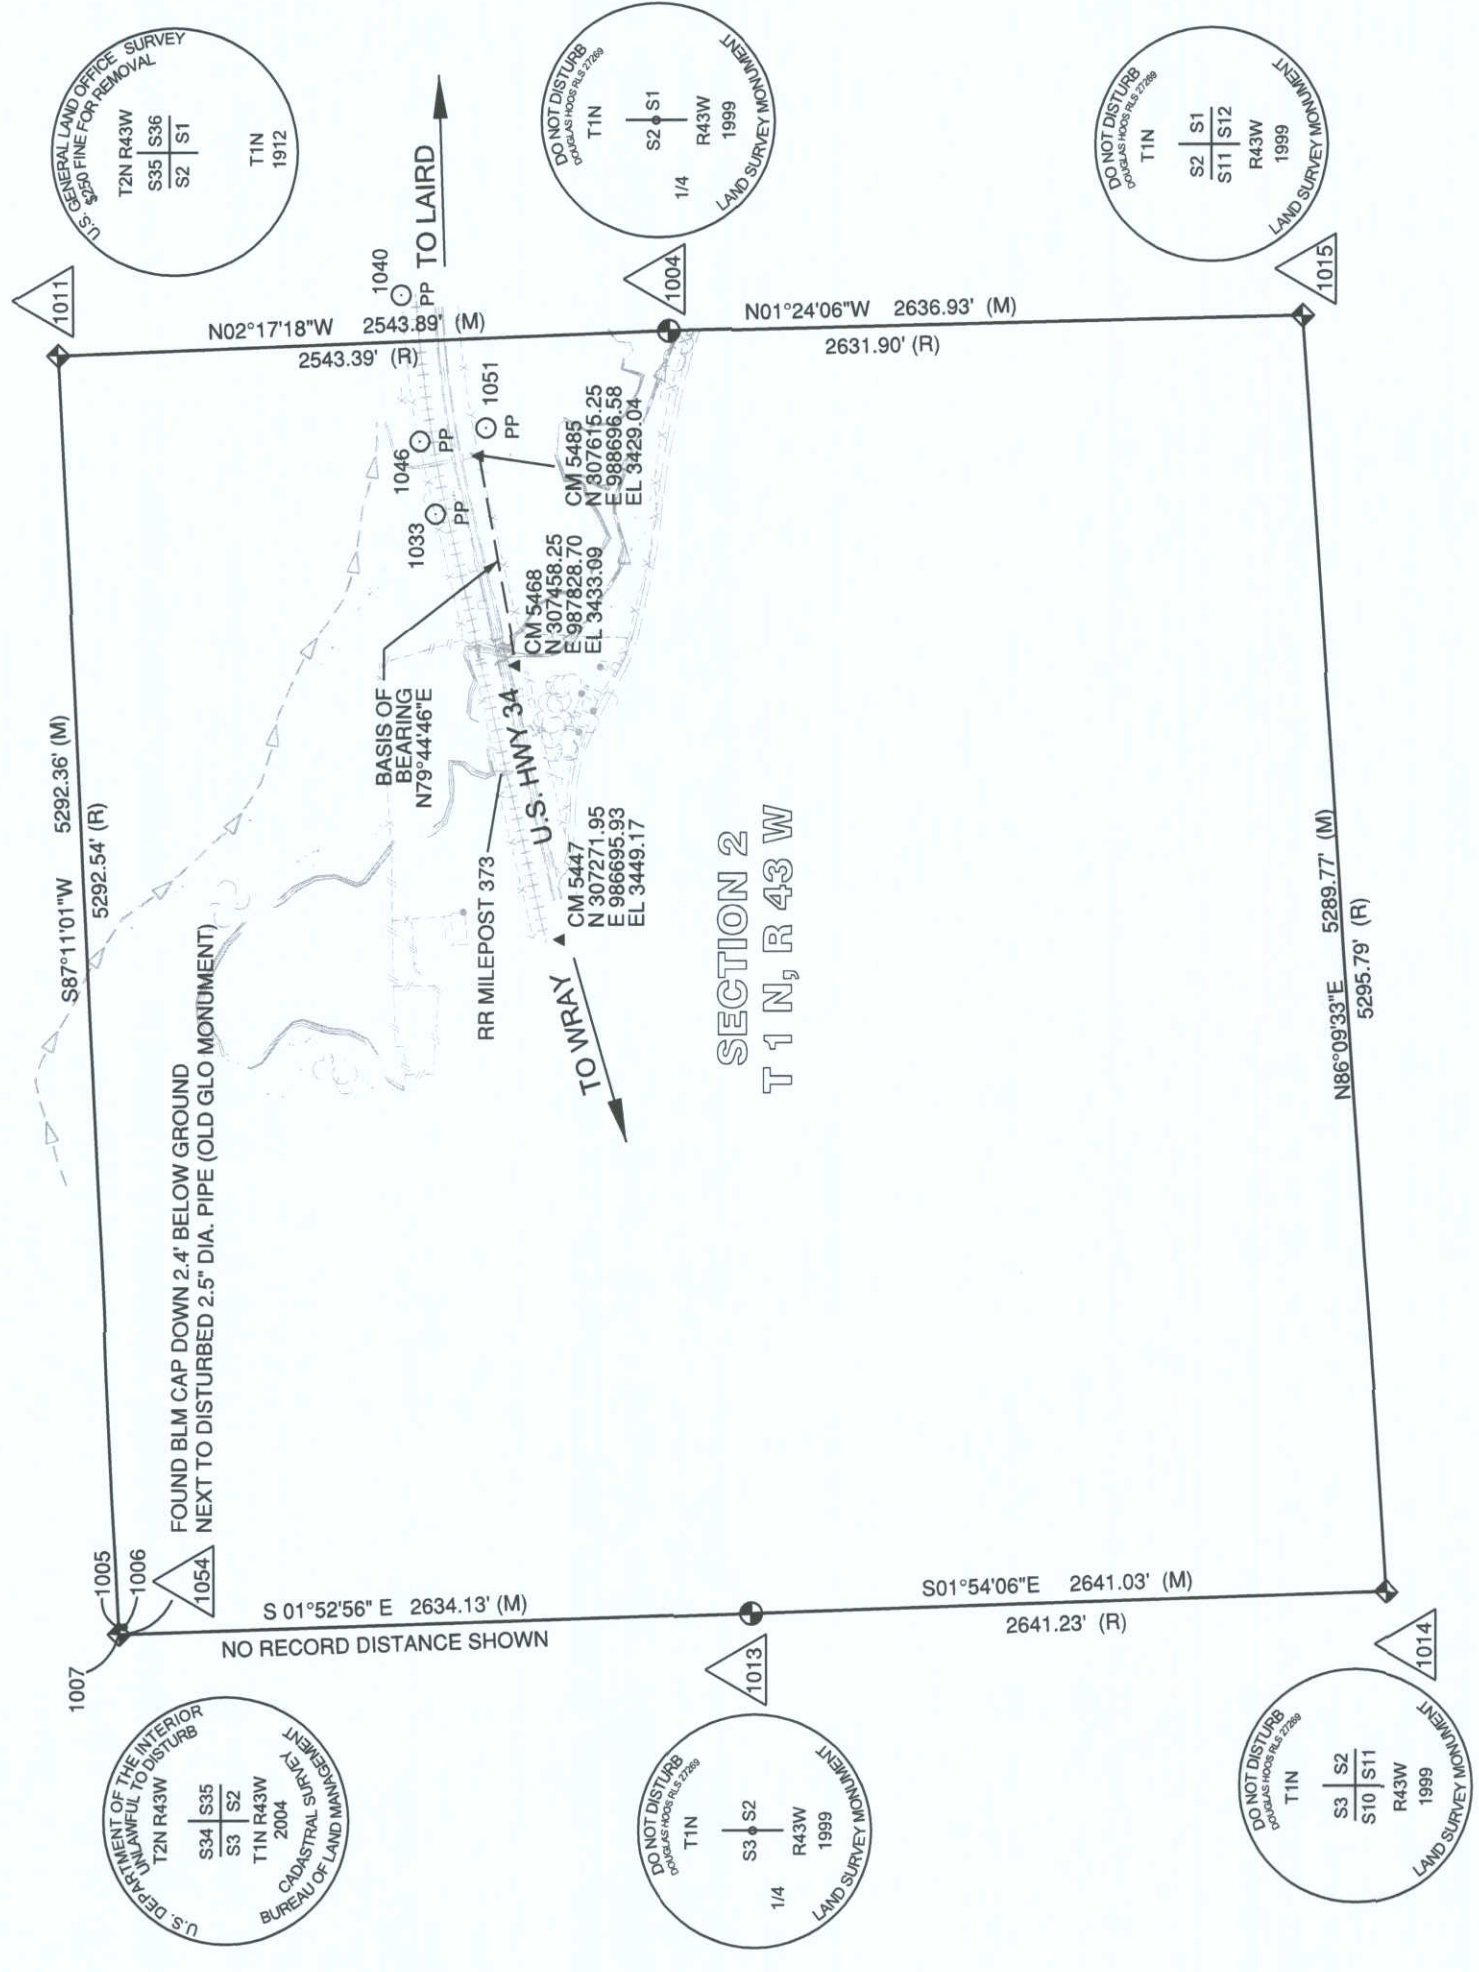 U.S. DEPARTMENT OF THE INTERIOR
UNLAWFUL TO DISTURB
T2N R43W
S34 S35
S3 S2
T1N R43W
2004
CADASTRAL SURVEY
BUREAU OF LAND MANAGEMENT
1007
1005
1006
1054
FOUND BLM CAP DOWN 2.4' BELOW GROUND
NEXT TO DISTURBED 2.5" DIA. PIPE (OLD GLO MONUMENT)
S87°11'01"W 5292.36' (M)
5292.54' (R)
1011
U.S. GENERAL LAND OFFICE SURVEY
$250 FINE FOR REMOVAL
T2N R43W
S35 S36
S2 S1
T1N
1912
N02°17'18"W 2543.89' (M)
2543.39' (R)
1040
PP
TO LAIRD
1046
PP
1051
PP
1033
PP
BASIS OF
BEARING
N79°44'46"E
CM 5485
N 307615.25
E 988696.58
EL 3429.04
CM 5468
N 307458.25
E 987828.70
EL 3433.09
RR MILEPOST 373
U.S. HWY 34
CM 5447
N 307271.95
E 986695.93
EL 3449.17
TO WRAY
S 01°52'56" E 2634.13' (M)
NO RECORD DISTANCE SHOWN
1004
DO NOT DISTURB
DOUGLAS HOOS RLS 27269
T1N
S2 S1
1/4
R43W
1999
LAND SURVEY MONUMENT
SECTION 2
T 1 N, R 43 W
1013
DO NOT DISTURB
DOUGLAS HOOS RLS 27269
T1N
S3 S2
1/4
R43W
1999
LAND SURVEY MONUMENT
N01°24'06"W 2636.93' (M)
2631.90' (R)
S01°54'06"E 2641.03' (M)
2641.23' (R)
N86°09'33"E 5289.77' (M)
5295.79' (R)
1015
DO NOT DISTURB
DOUGLAS HOOS RLS 27269
T1N
S2 S1
S11 S12
R43W
1999
LAND SURVEY MONUMENT
1014
DO NOT DISTURB
DOUGLAS HOOS RLS 27269
T1N
S3 S2
S10 S11
R43W
1999
LAND SURVEY MONUMENT